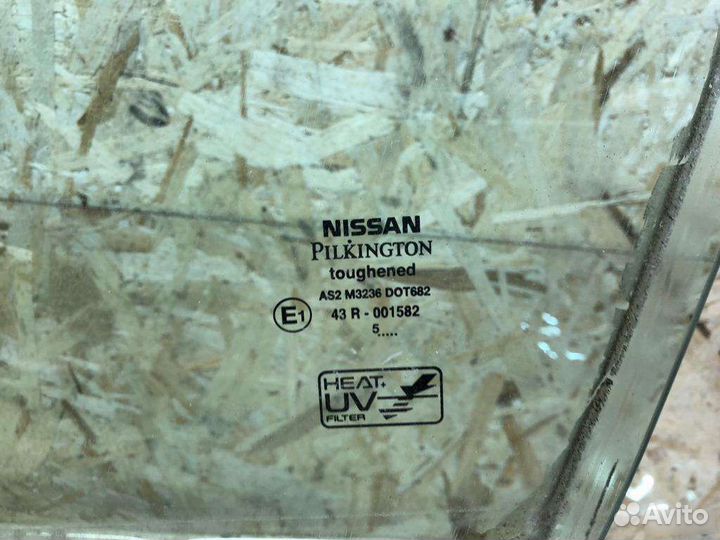 NISSAN
PILKINGTON
toughened
AS2 M3236 DOT682
E1 43 R - 001582
5.....
HEAT+
UV
FILTER
Avito